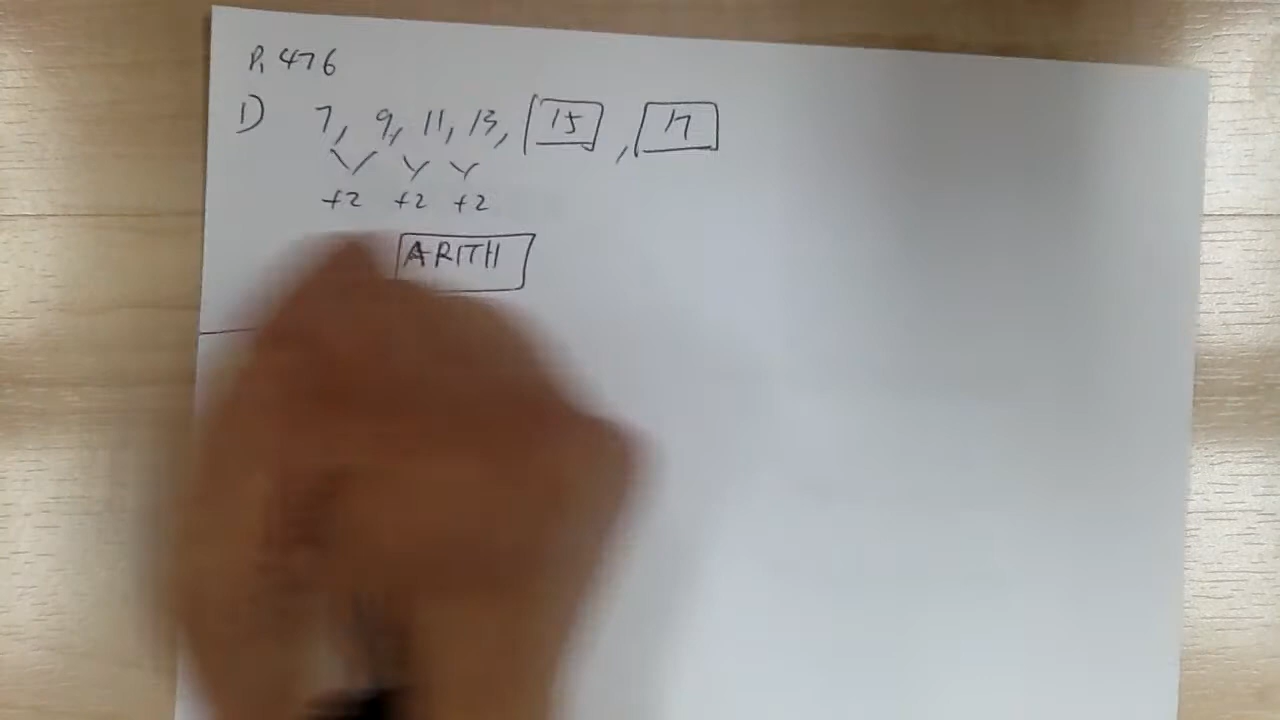 P. 476
1) 7, 9, 11, 13, 15, 17
+2 +2 +2
ARITH